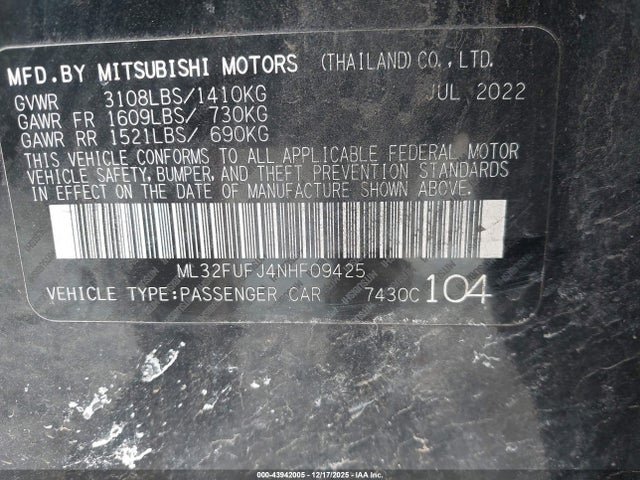 MFD.BY MITSUBISHI MOTORS (THAILAND)CO.,LTD.
GVWR 3108LBS/1410KG JUL 2022
GAWR FR 1609LBS/ 730KG
GAWR RR 1521LBS/ 690KG
THIS VEHICLE CONFORMS TO ALL APPLICABLE FEDERAL MOTOR
VEHICLE SAFETY, BUMPER, AND THEFT PREVENTION STANDARDS
IN EFFECT ON THE DATE OF MANUFACTURE SHOWN ABOVE.
ML32FUFJ4NHF09425
VEHICLE TYPE:PASSENGER CAR 7430C 104
000-43942005 - 12/17/2025 - IAA Inc.